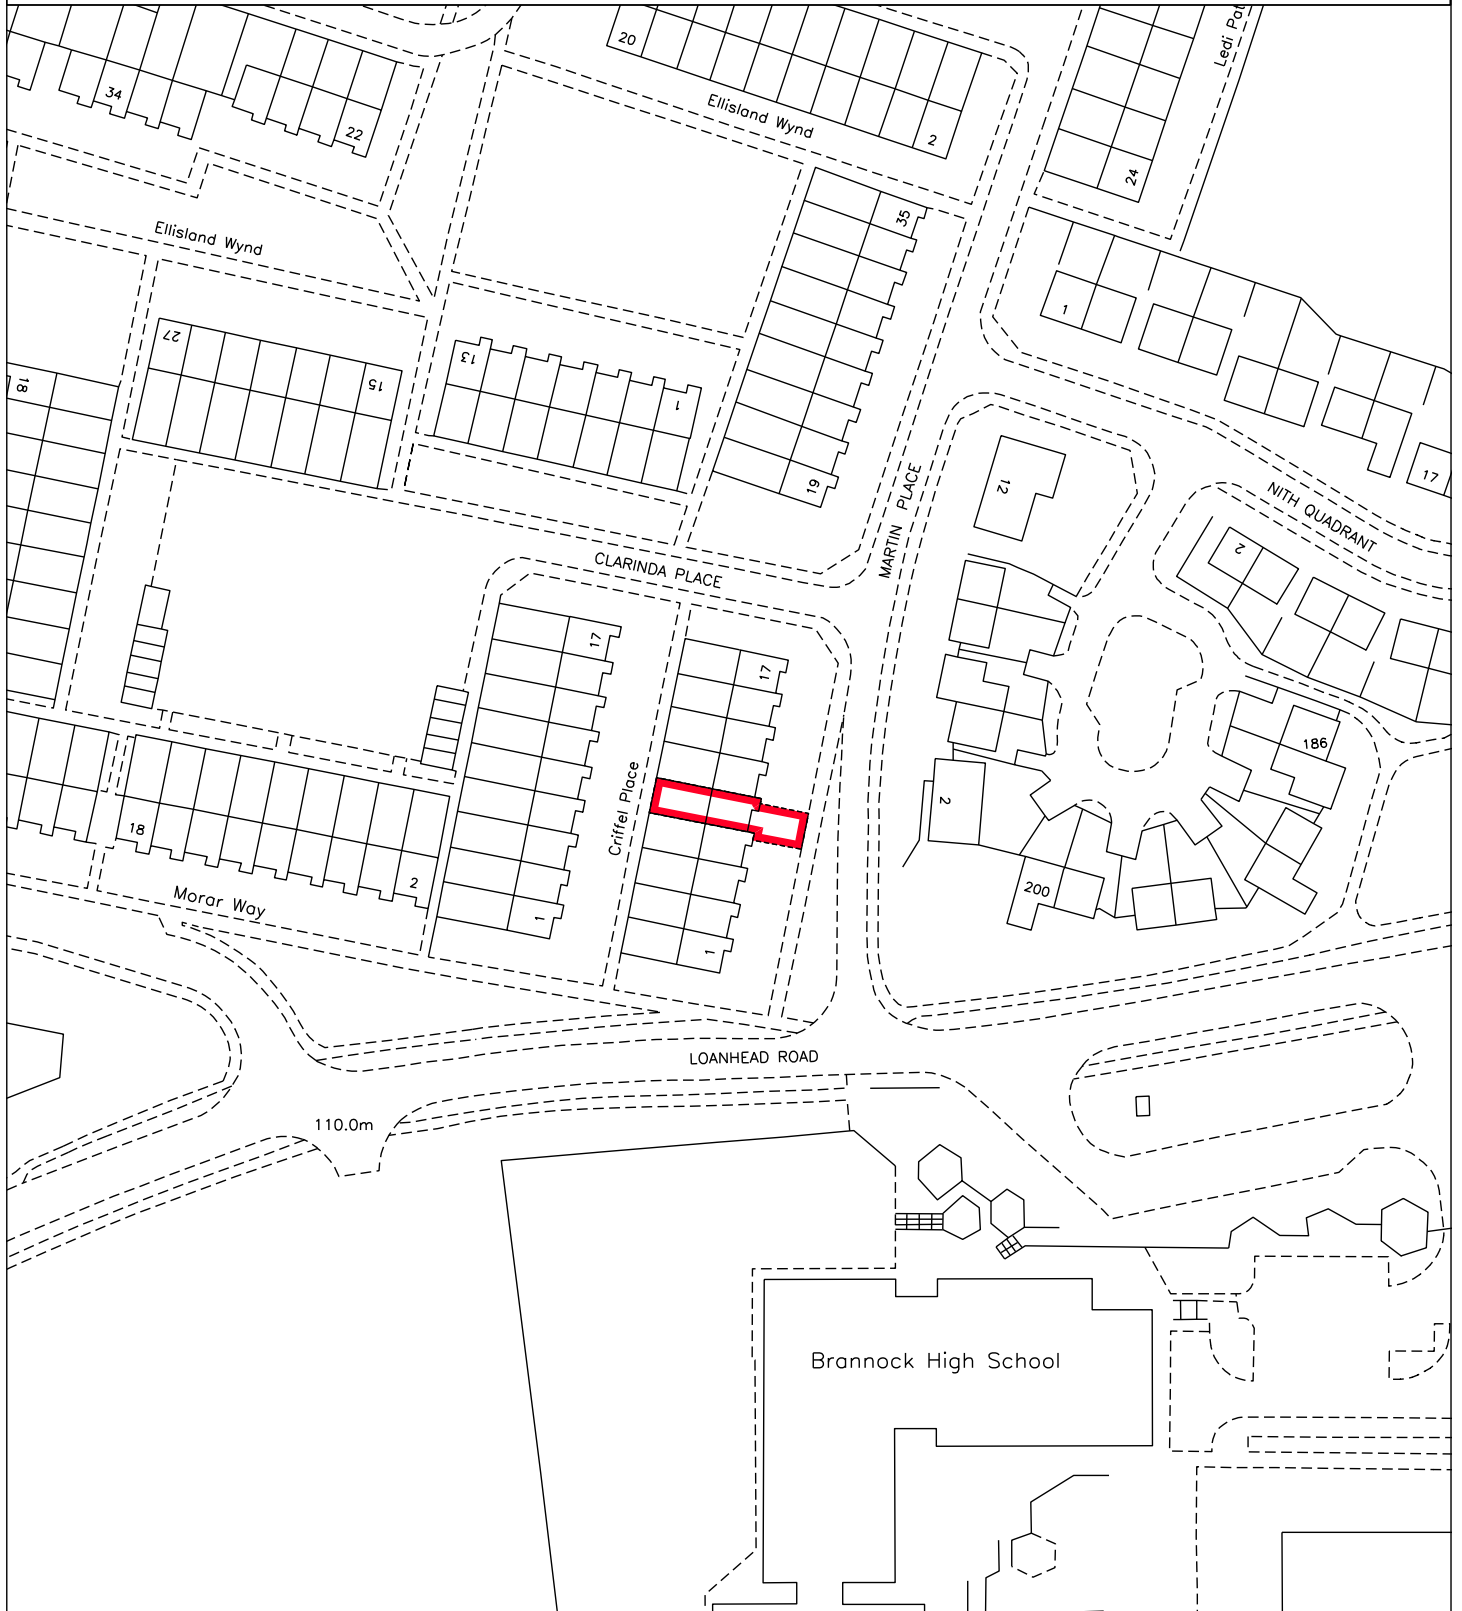 20
Ledi Pat
34
22
Ellisland Wynd
2
24
35
Ellisland Wynd
1
27
15
13
1
18
19
12
17
MARTIN PLACE
NITH QUADRANT
2
CLARINDA PLACE
17
17
186
2
Criffel Place
18
2
200
Morar Way
1
1
LOANHEAD ROAD
110.0m
Brannock High School